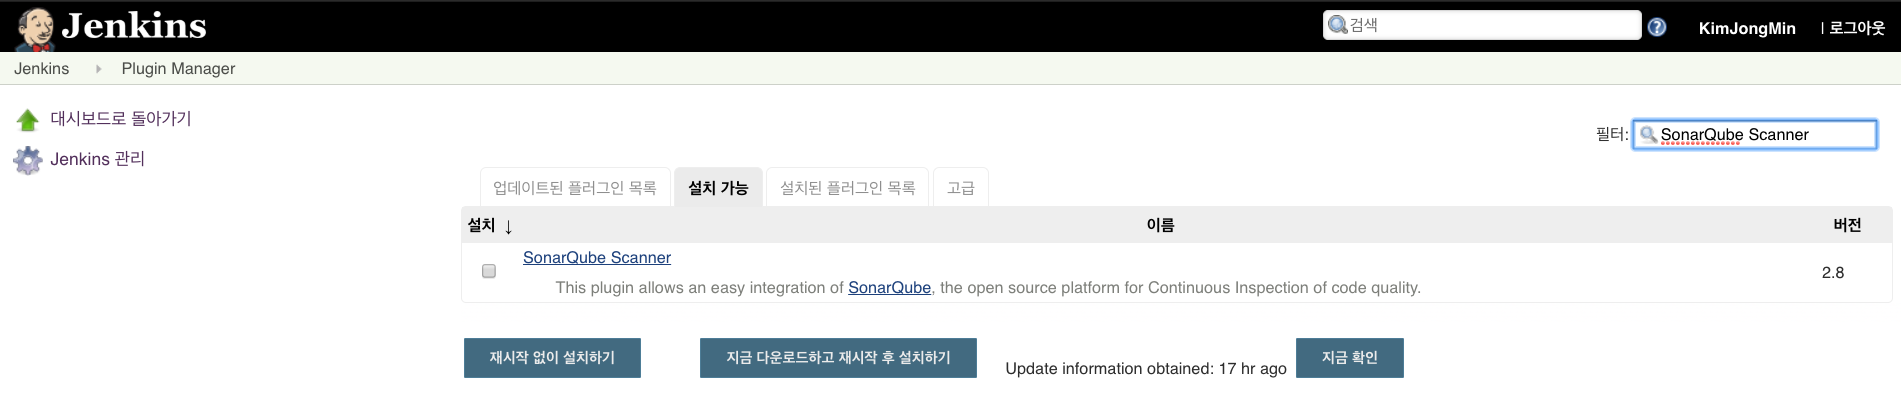 Jenkins
검색
KimJongMin
| 로그아웃
Jenkins
Plugin Manager
대시보드로 돌아가기
Jenkins 관리
필터: SonarQube Scanner
업데이트된 플러그인 목록
설치 가능
설치된 플러그인 목록
고급
설치 ↓
이름
버전
SonarQube Scanner
This plugin allows an easy integration of SonarQube, the open source platform for Continuous Inspection of code quality.
2.8
재시작 없이 설치하기
지금 다운로드하고 재시작 후 설치하기
Update information obtained: 17 hr ago
지금 확인